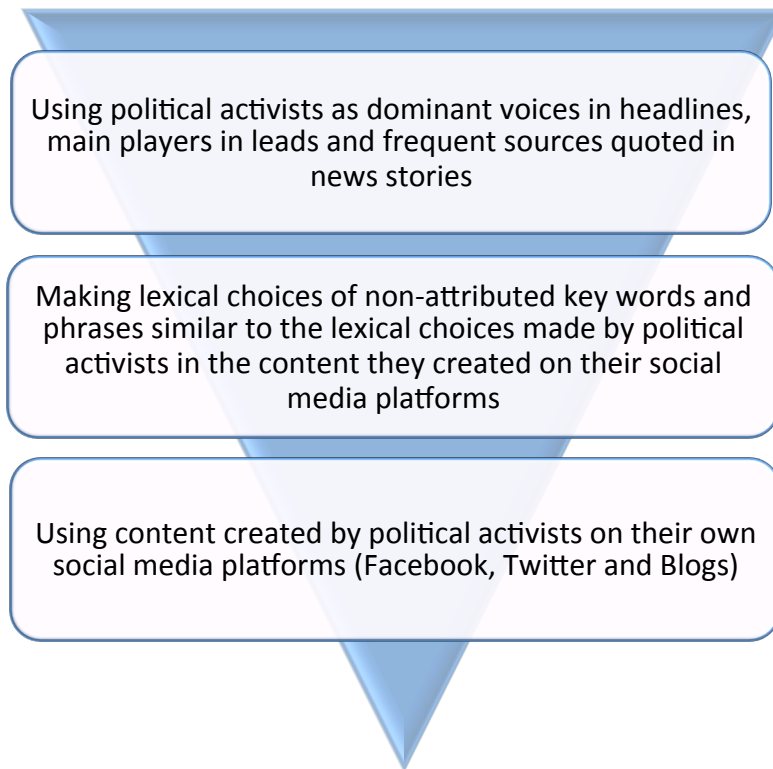 Using political activists as dominant voices in headlines,
main players in leads and frequent sources quoted in
news stories
Making lexical choices of non-attributed key words and
phrases similar to the lexical choices made by political
activists in the content they created on their social
media platforms
Using content created by political activists on their own
social media platforms (Facebook, Twitter and Blogs)